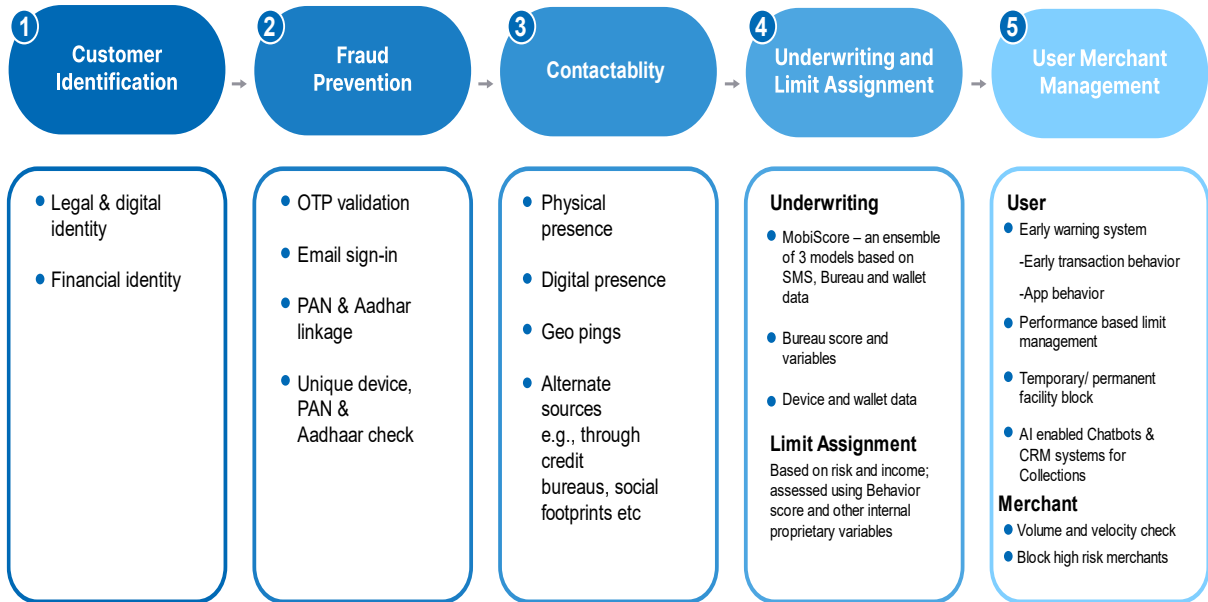 1
Customer
Identification
2
Fraud
Prevention
3
Contactablity
4
Underwriting and
Limit Assignment
5
User Merchant
Management
• Legal & digital
identity
• Financial identity
• OTP validation
• Email sign-in
• PAN & Aadhar
linkage
• Unique device,
PAN &
Aadhaar check
• Physical
presence
• Digital presence
• Geo pings
• Alternate
sources
e.g., through
credit
bureaus, social
footprints etc
Underwriting
• MobiScore – an ensemble
of 3 models based on
SMS, Bureau and wallet
data
• Bureau score and
variables
• Device and wallet data
Limit Assignment
Based on risk and income;
assessed using Behavior
score and other internal
proprietary variables
User
• Early warning system
-Early transaction behavior
-App behavior
• Performance based limit
management
• Temporary/ permanent
facility block
• AI enabled Chatbots &
CRM systems for
Collections
Merchant
• Volume and velocity check
• Block high risk merchants